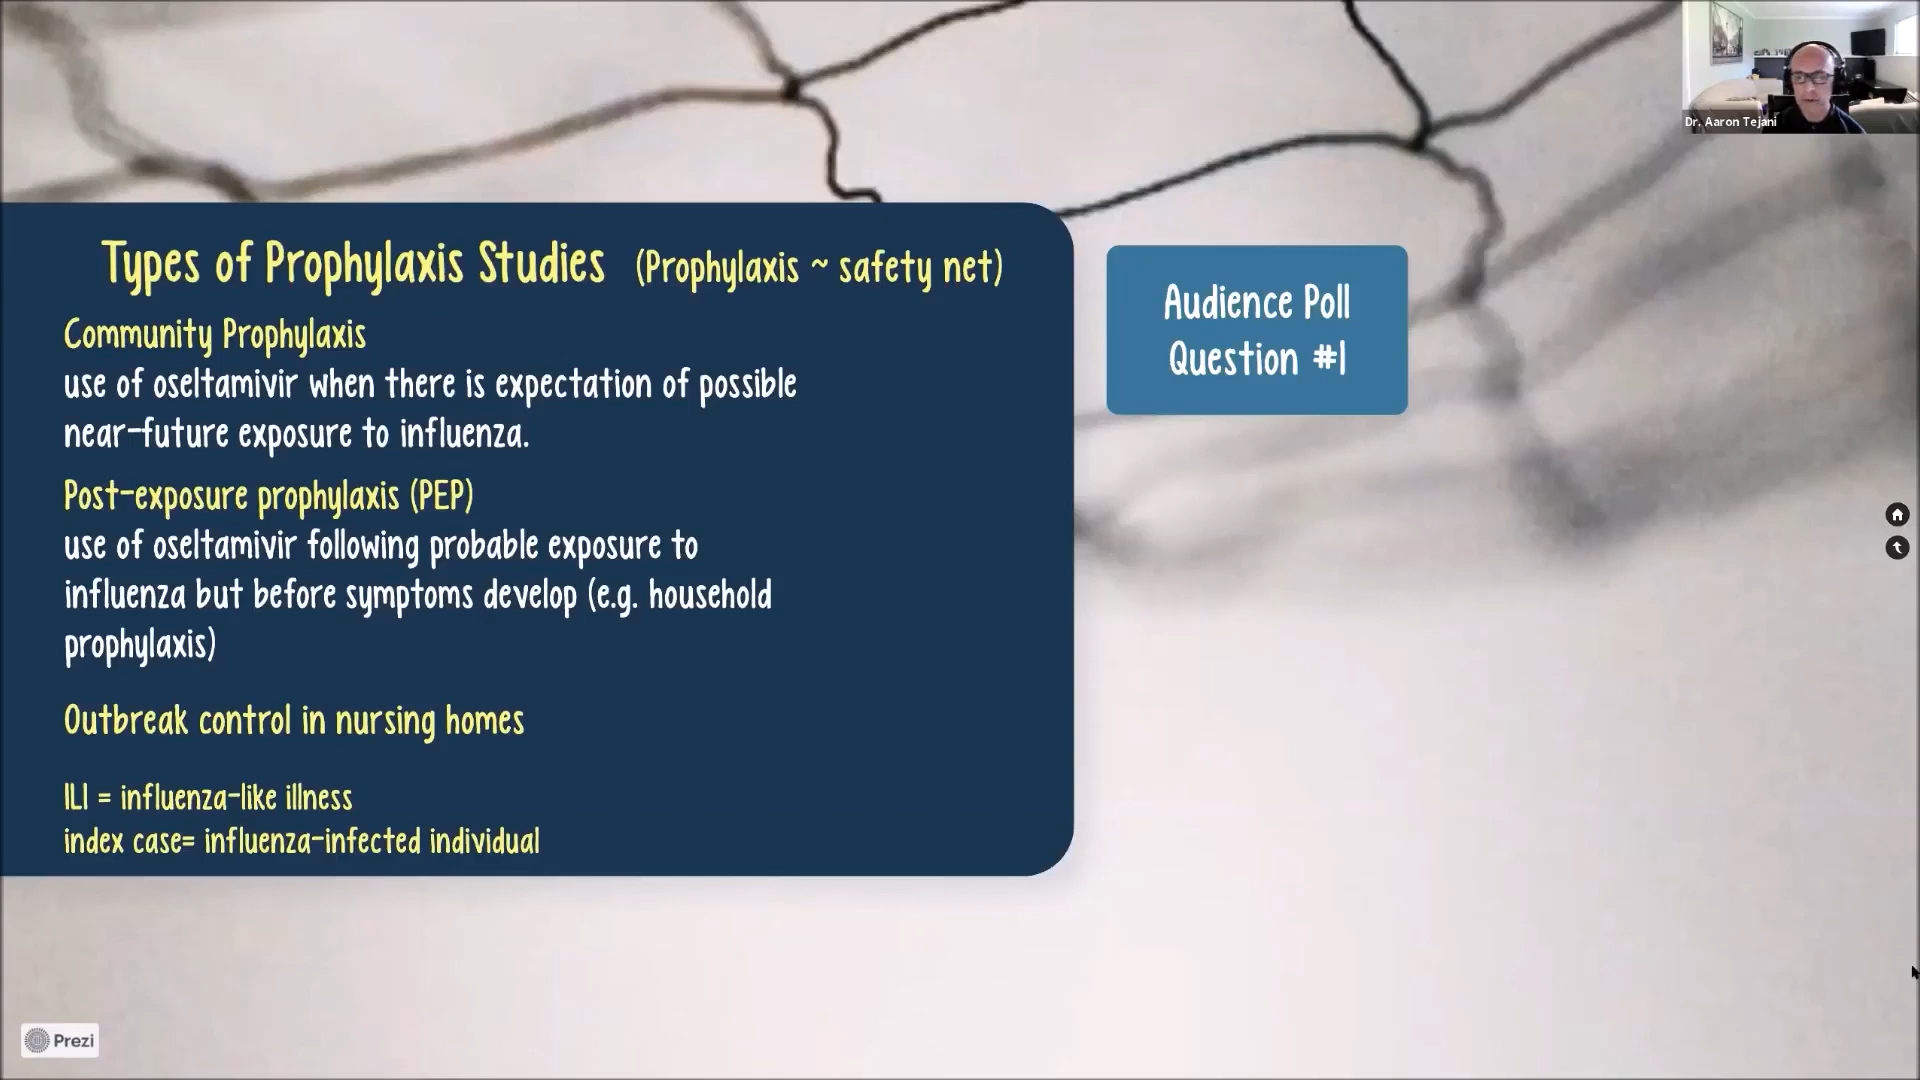 Dr. Aaron Tejani
Types of Prophylaxis Studies (Prophylaxis ~ safety net)
Community Prophylaxis
use of oseltamivir when there is expectation of possible
near-future exposure to influenza.
Post-exposure prophylaxis (PEP)
use of oseltamivir following probable exposure to
influenza but before symptoms develop (e.g. household
prophylaxis)
Outbreak control in nursing homes
ILI = influenza-like illness
index case= influenza-infected individual
Audience Poll
Question #1
Prezi